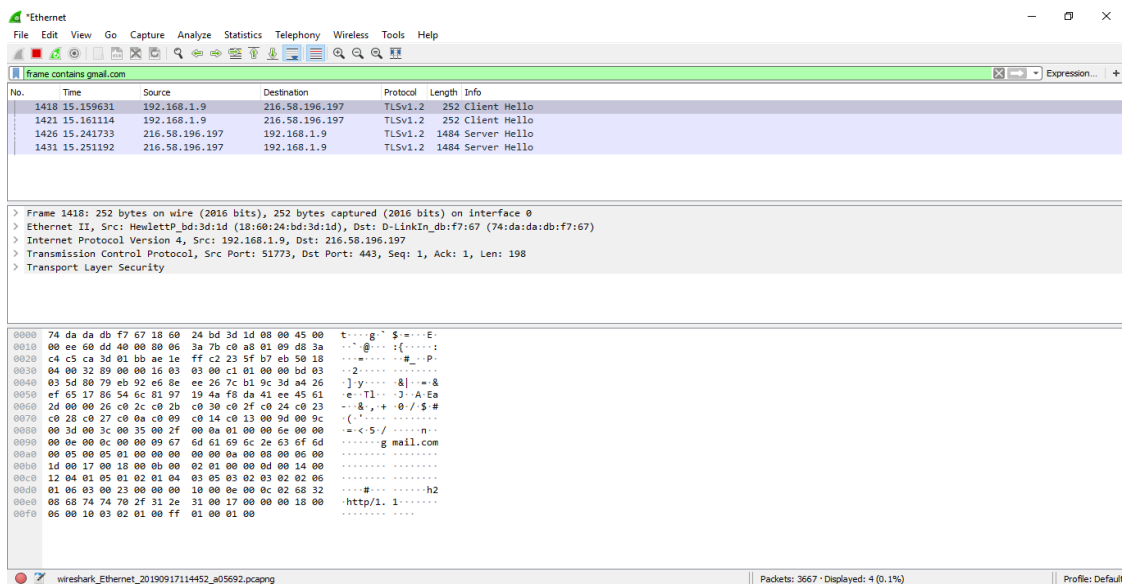 *Ethernet
File Edit View Go Capture Analyze Statistics Telephony Wireless Tools Help
frame contains gmail.com
Expression... +
No. Time Source Destination Protocol Length Info
1418 15.159631 192.168.1.9 216.58.196.197 TLSv1.2 252 Client Hello
1421 15.161114 192.168.1.9 216.58.196.197 TLSv1.2 252 Client Hello
1426 15.241733 216.58.196.197 192.168.1.9 TLSv1.2 1484 Server Hello
1431 15.251192 216.58.196.197 192.168.1.9 TLSv1.2 1484 Server Hello
> Frame 1418: 252 bytes on wire (2016 bits), 252 bytes captured (2016 bits) on interface 0
> Ethernet II, Src: HewlettP_bd:3d:1d (18:60:24:bd:3d:1d), Dst: D-LinkIn_db:f7:67 (74:da:da:db:f7:67)
> Internet Protocol Version 4, Src: 192.168.1.9, Dst: 216.58.196.197
> Transmission Control Protocol, Src Port: 51773, Dst Port: 443, Seq: 1, Ack: 1, Len: 198
> Transport Layer Security
0000 74 da da db f7 67 18 60 24 bd 3d 1d 08 00 45 00 t····g·` $·=···E·
0010 00 ee 60 dd 40 00 80 06 3a 7b c0 a8 01 09 d8 3a ··`·@··· :{·····:
0020 c4 c5 ca 3d 01 bb ae 1e ff c2 23 5f b7 eb 50 18 ···=···· ··#_··P·
0030 04 00 32 89 00 00 16 03 03 00 c1 01 00 00 bd 03 ··2····· ········
0040 03 5d 80 79 eb 92 e6 8e ee 26 7c b1 9c 3d a4 26 ·]·y···· ·&|··=·&
0050 ef 65 17 86 54 6c 81 97 19 4a f8 da 41 ee 45 61 ·e··Tl·· ·J··A·Ea
0060 2d 00 00 26 c0 2c c0 2b c0 30 c0 2f c0 24 c0 23 -··&·,·+ ·0·/·$·#
0070 c0 28 c0 27 c0 0a c0 09 c0 14 c0 13 00 9d 00 9c ·(·'···· ········
0080 00 3d 00 3c 00 35 00 2f 00 0a 01 00 00 6e 00 00 ·=·<·5·/ ·····n··
0090 00 0e 00 0c 00 00 09 67 6d 61 69 6c 2e 63 6f 6d ·······g mail.com
00a0 00 05 00 05 01 00 00 00 00 00 0a 00 08 00 06 00 ········ ········
00b0 1d 00 17 00 18 00 0b 00 02 01 00 00 0d 00 14 00 ········ ········
00c0 12 04 01 05 01 02 01 04 03 05 03 02 03 02 02 06 ········ ········
00d0 01 06 03 00 23 00 00 00 10 00 0e 00 0c 02 68 32 ····#··· ······h2
00e0 08 68 74 74 70 2f 31 2e 31 00 17 00 00 00 18 00 ·http/1. 1·······
00f0 06 00 10 03 02 01 00 ff 01 00 01 00 ········ ····
wireshark_Ethernet_20190917114452_a05692.pcapng Packets: 3667 · Displayed: 4 (0.1%) Profile: Default